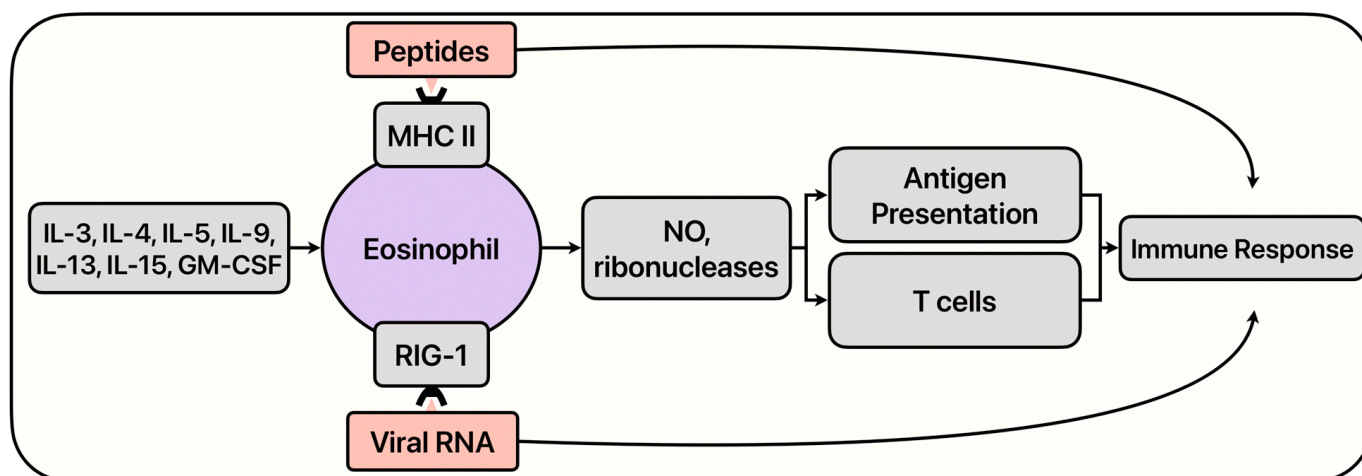 Peptides
MHC II
IL-3, IL-4, IL-5, IL-9,
IL-13, IL-15, GM-CSF
Eosinophil
NO,
ribonucleases
Antigen
Presentation
T cells
Immune Response
RIG-1
Viral RNA